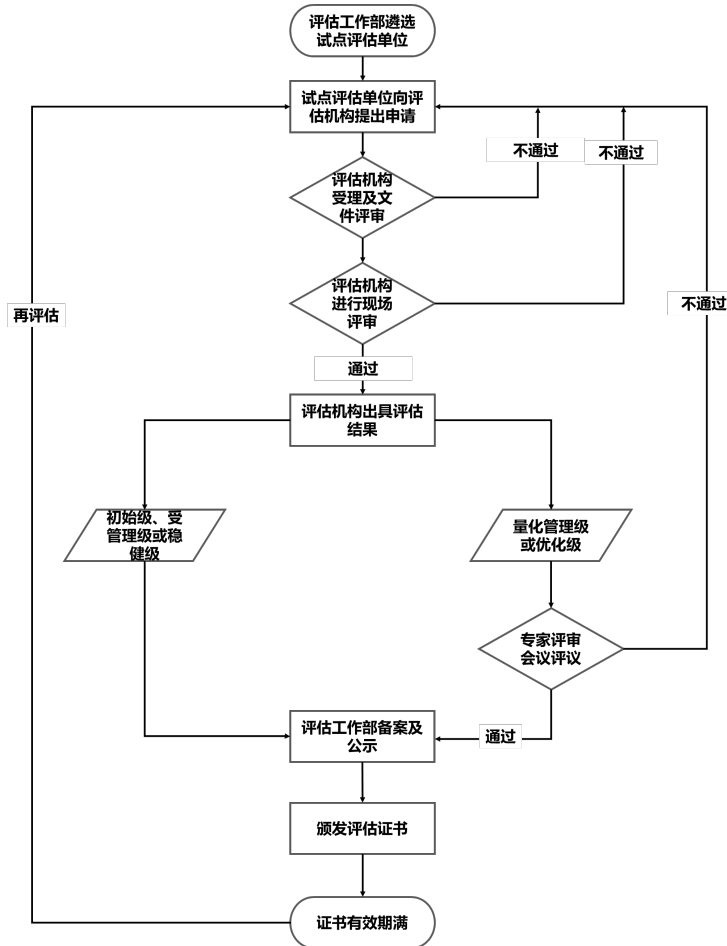 评估工作部遴选
试点评估单位
试点评估单位向评
估机构提出申请
不通过
不通过
评估机构
受理及文
件评审
评估机构
进行现场
评审
不通过
再评估
通过
评估机构出具评估
结果
初始级、受
管理级或稳
健级
量化管理级
或优化级
专家评审
会议评议
评估工作部备案及
公示
通过
颁发评估证书
证书有效期满